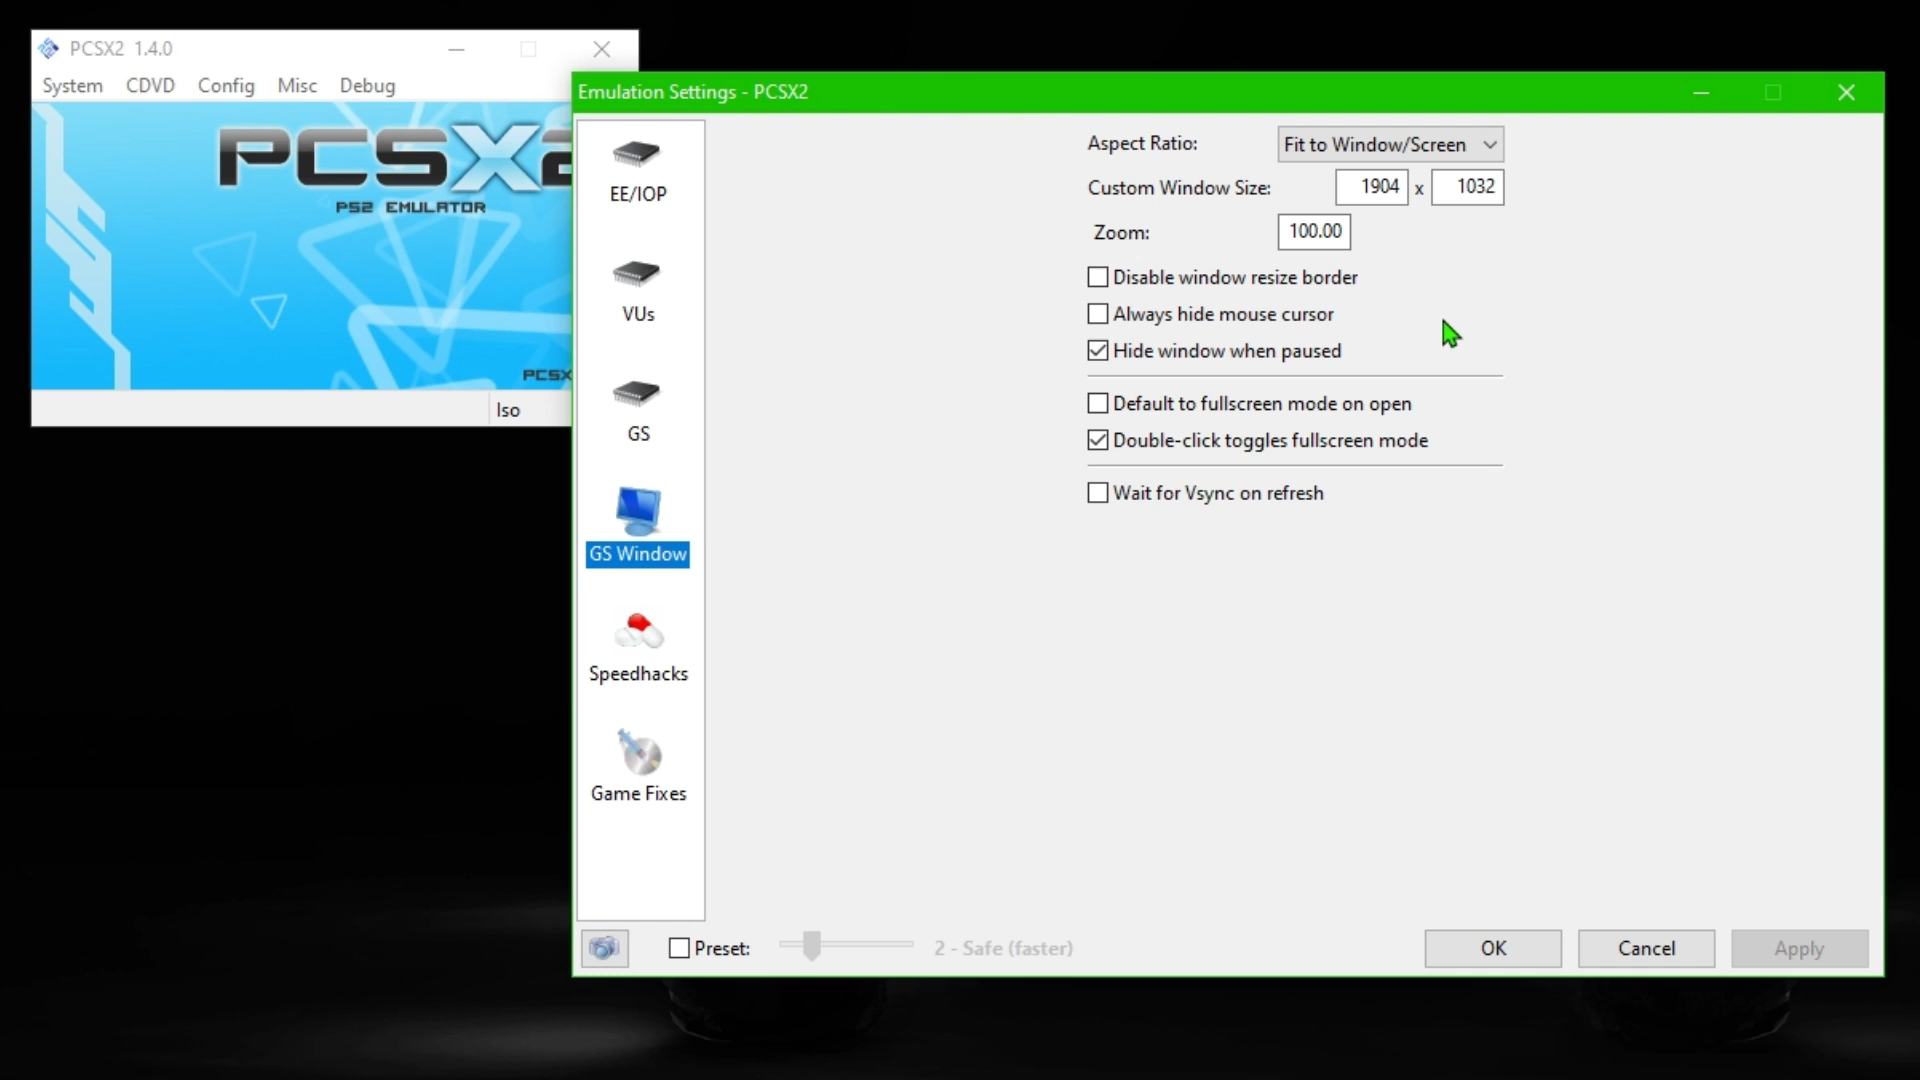 PCSX2 1.4.0
System CDVD Config Misc Debug
PCSX2
PS2 EMULATOR
PCSX
Iso
Emulation Settings - PCSX2
EE/IOP
VUs
GS
GS Window
Speedhacks
Game Fixes
Aspect Ratio: Fit to Window/Screen
Custom Window Size: 1904 x 1032
Zoom: 100.00
Disable window resize border
Always hide mouse cursor
Hide window when paused
Default to fullscreen mode on open
Double-click toggles fullscreen mode
Wait for Vsync on refresh
Preset: 2 - Safe (faster)
OK Cancel Apply